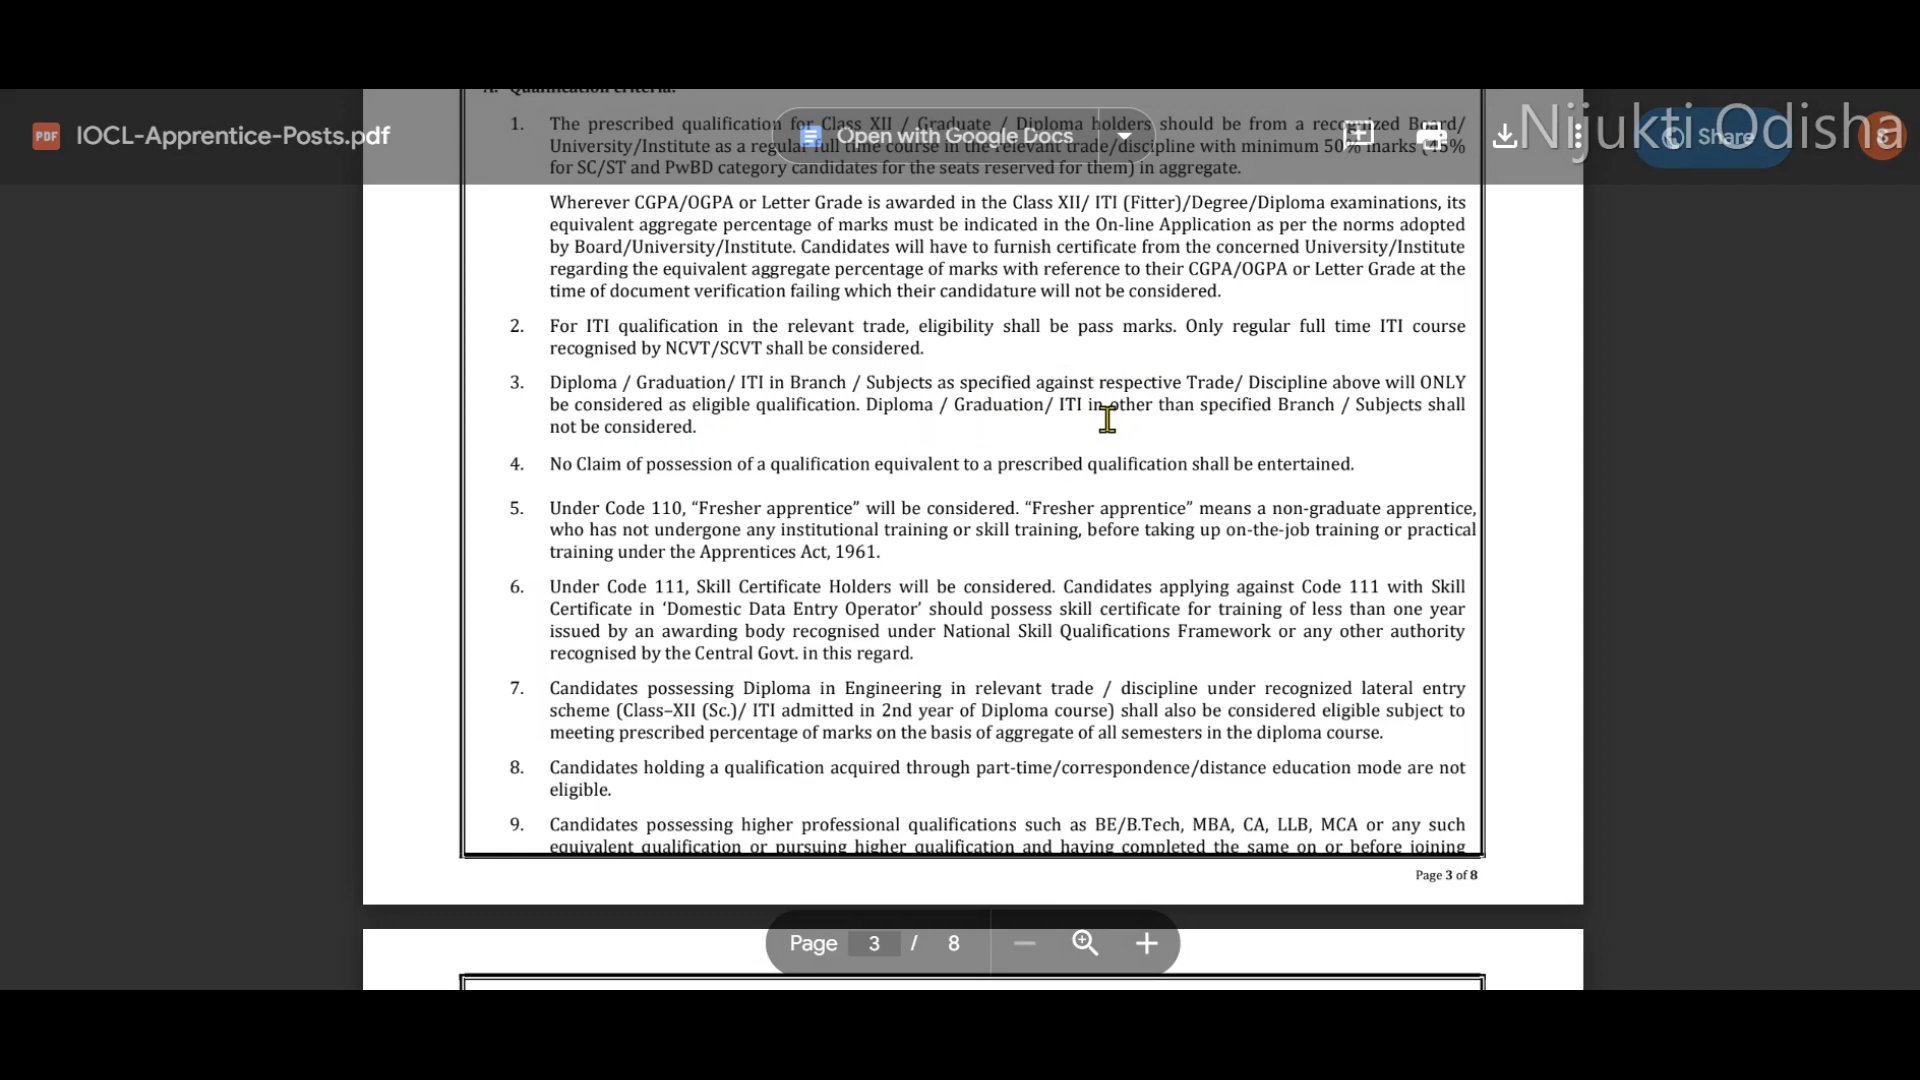 A. Qualification criteria:
IOCL-Apprentice-Posts.pdf
Open with Google Docs
Share
S
Nijukti Odisha
PDF
1. The prescribed qualification for Class XII / Graduate / Diploma holders should be from a recognized Board/
University/Institute as a regular full time course in the relevant trade/discipline with minimum 50% marks (45%
for SC/ST and PwBD category candidates for the seats reserved for them) in aggregate.
Wherever CGPA/OGPA or Letter Grade is awarded in the Class XII/ ITI (Fitter)/Degree/Diploma examinations, its
equivalent aggregate percentage of marks must be indicated in the On-line Application as per the norms adopted
by Board/University/Institute. Candidates will have to furnish certificate from the concerned University/Institute
regarding the equivalent aggregate percentage of marks with reference to their CGPA/OGPA or Letter Grade at the
time of document verification failing which their candidature will not be considered.
2. For ITI qualification in the relevant trade, eligibility shall be pass marks. Only regular full time ITI course
recognised by NCVT/SCVT shall be considered.
3. Diploma / Graduation/ ITI in Branch / Subjects as specified against respective Trade/ Discipline above will ONLY
be considered as eligible qualification. Diploma / Graduation/ ITI in other than specified Branch / Subjects shall
not be considered.
4. No Claim of possession of a qualification equivalent to a prescribed qualification shall be entertained.
5. Under Code 110, “Fresher apprentice” will be considered. “Fresher apprentice” means a non-graduate apprentice,
who has not undergone any institutional training or skill training, before taking up on-the-job training or practical
training under the Apprentices Act, 1961.
6. Under Code 111, Skill Certificate Holders will be considered. Candidates applying against Code 111 with Skill
Certificate in ‘Domestic Data Entry Operator’ should possess skill certificate for training of less than one year
issued by an awarding body recognised under National Skill Qualifications Framework or any other authority
recognised by the Central Govt. in this regard.
7. Candidates possessing Diploma in Engineering in relevant trade / discipline under recognized lateral entry
scheme (Class–XII (Sc.)/ ITI admitted in 2nd year of Diploma course) shall also be considered eligible subject to
meeting prescribed percentage of marks on the basis of aggregate of all semesters in the diploma course.
8. Candidates holding a qualification acquired through part-time/correspondence/distance education mode are not
eligible.
9. Candidates possessing higher professional qualifications such as BE/B.Tech, MBA, CA, LLB, MCA or any such
equivalent qualification or pursuing higher qualification and having completed the same on or before joining
Page 3 of 8
Page 3 / 8